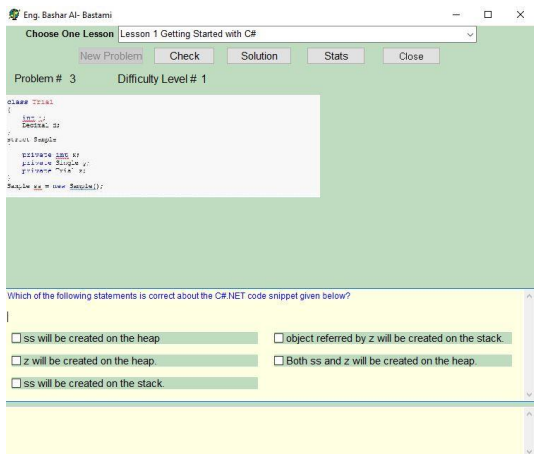 Eng. Bashar Al- Bastami
Choose One Lesson Lesson 1 Getting Started with C#
New Problem Check Solution Stats Close
Problem # 3 Difficulty Level # 1
class Trial
{
int i;
Decimal d;
}
struct Sample
{
private int x;
private Single y;
private Trial z;
}
Sample ss = new Sample();
Which of the following statements is correct about the C#.NET code snippet given below?
ss will be created on the heap
object referred by z will be created on the stack.
z will be created on the heap.
Both ss and z will be created on the heap.
ss will be created on the stack.